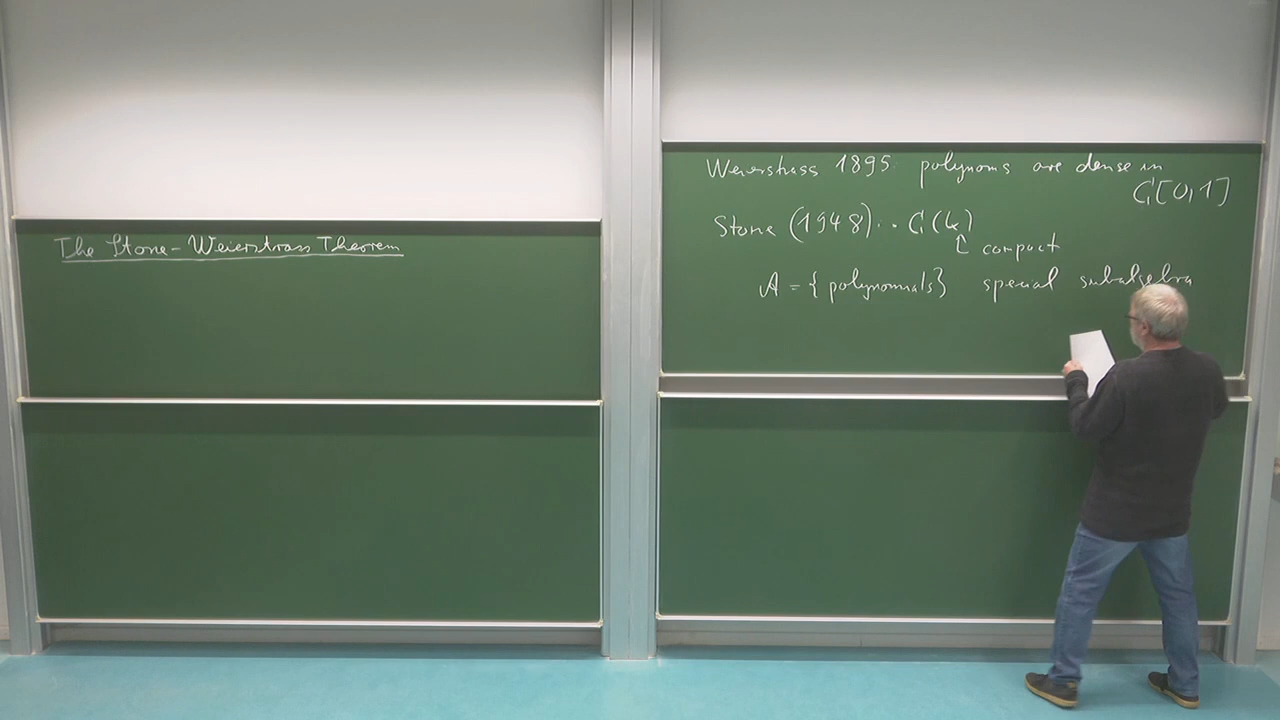 The Stone-Weierstrass Theorem
Weierstrass 1895 polynoms are dense in
C[0,1]
Stone (1948) .. C(K)
↑ compact
A = { polynomials } special subalgebra